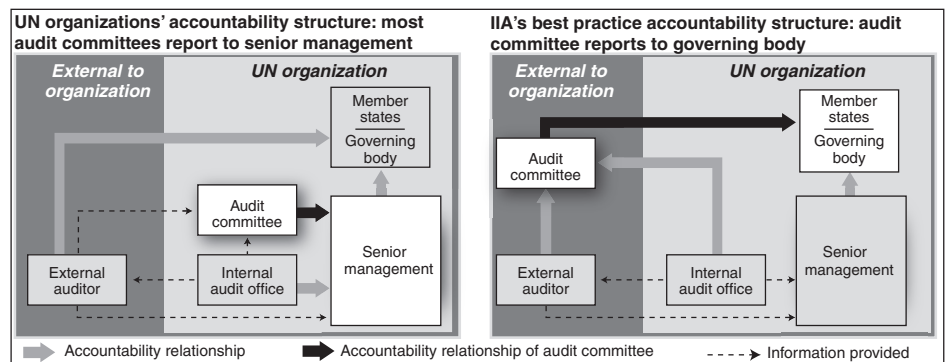 UN organizations' accountability structure: most
audit committees report to senior management
External to
organization
UN organization
Member
states
Governing
body
Audit
committee
External
auditor
Internal
audit office
Senior
management
IIA's best practice accountability structure: audit
committee reports to governing body
External to
organization
UN organization
Member
states
Governing
body
Audit
committee
External
auditor
Internal
audit office
Senior
management
Accountability relationship
Accountability relationship of audit committee
Information provided